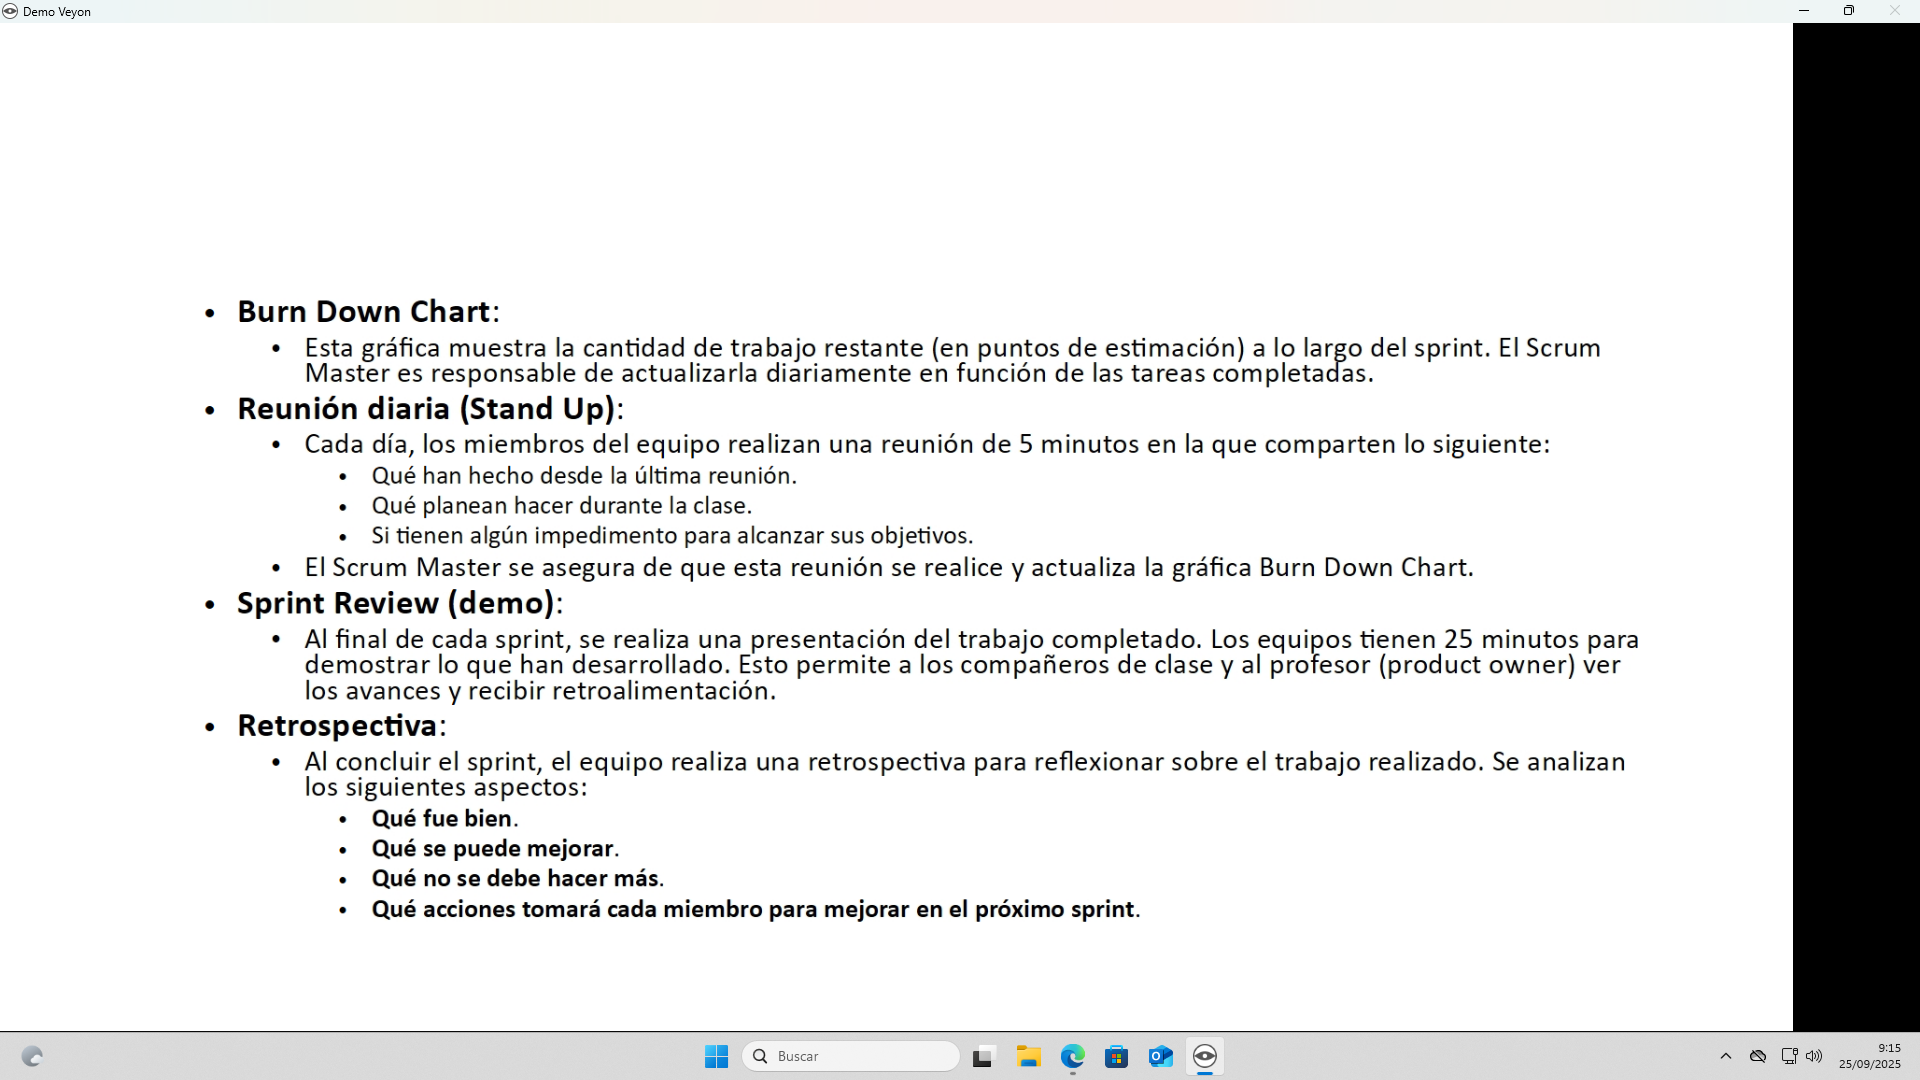 Demo Veyon
• Burn Down Chart:
• Esta gráfica muestra la cantidad de trabajo restante (en puntos de estimación) a lo largo del sprint. El Scrum
Master es responsable de actualizarla diariamente en función de las tareas completadas.
• Reunión diaria (Stand Up):
• Cada día, los miembros del equipo realizan una reunión de 5 minutos en la que comparten lo siguiente:
• Qué han hecho desde la última reunión.
• Qué planean hacer durante la clase.
• Si tienen algún impedimento para alcanzar sus objetivos.
• El Scrum Master se asegura de que esta reunión se realice y actualiza la gráfica Burn Down Chart.
• Sprint Review (demo):
• Al final de cada sprint, se realiza una presentación del trabajo completado. Los equipos tienen 25 minutos para
demostrar lo que han desarrollado. Esto permite a los compañeros de clase y al profesor (product owner) ver
los avances y recibir retroalimentación.
• Retrospectiva:
• Al concluir el sprint, el equipo realiza una retrospectiva para reflexionar sobre el trabajo realizado. Se analizan
los siguientes aspectos:
• Qué fue bien.
• Qué se puede mejorar.
• Qué no se debe hacer más.
• Qué acciones tomará cada miembro para mejorar en el próximo sprint.
Buscar
9:15
25/09/2025